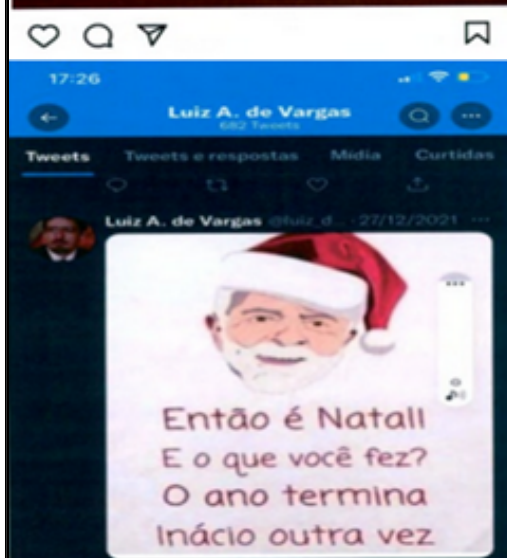 17:26
Luiz A. de Vargas
682 Tweets
Tweets Tweets e respostas Mídia Curtidas
Luiz A. de Vargas @luiz_d... · 27/12/2021
Então é Natal!
E o que você fez?
O ano termina
Inácio outra vez